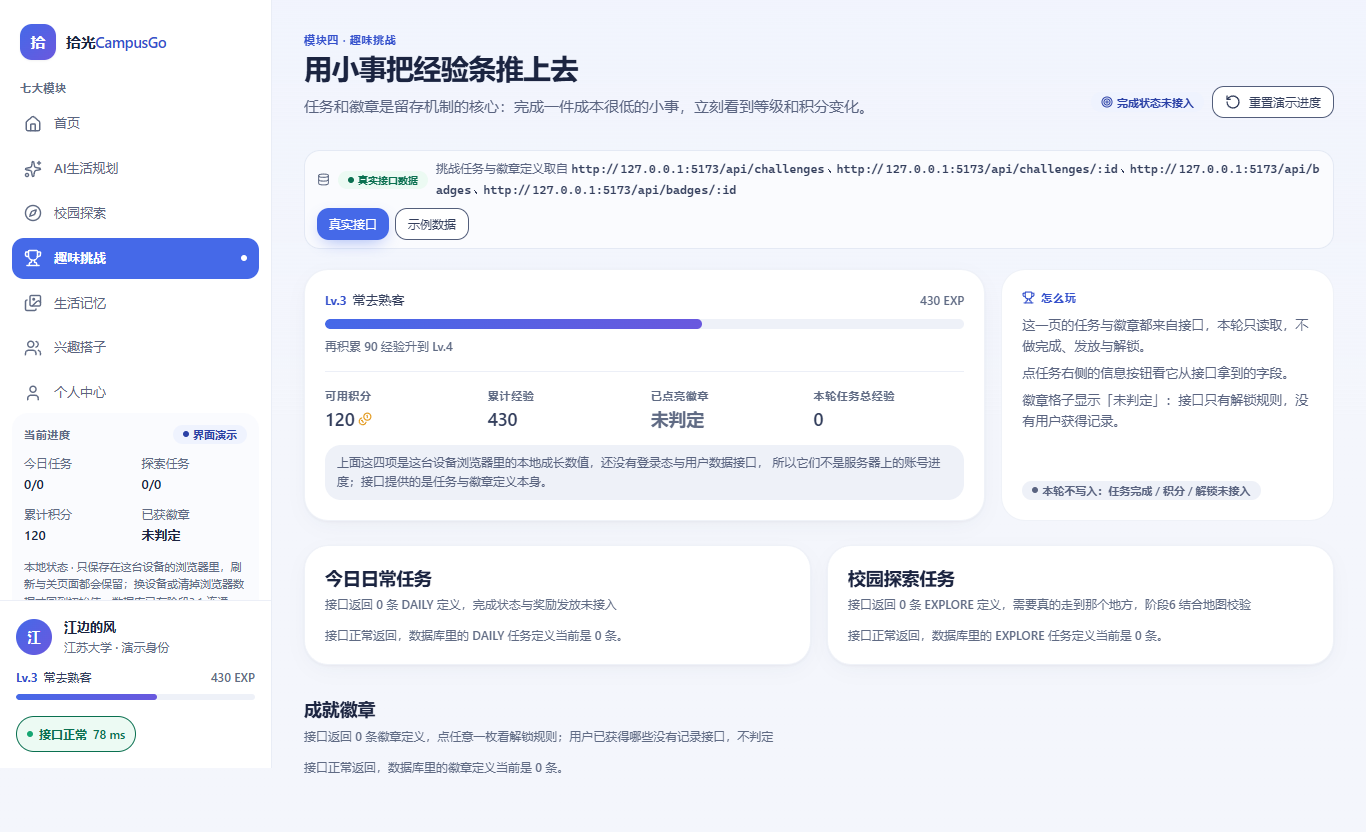 拾
拾光CampusGo
七大模块
首页
AI生活规划
校园探索
趣味挑战
生活记忆
兴趣搭子
个人中心
当前进度
界面演示
今日任务
探索任务
0/0
0/0
累计积分
已获徽章
120
未判定
本地状态 · 只保存在这台设备的浏览器里，刷
新与关页面都会保留；换设备或清掉浏览器数
江
江边的风
江苏大学 · 演示身份
Lv.3 常去熟客
430 EXP
接口正常 78 ms
模块四 · 趣味挑战
用小事把经验条推上去
任务和徽章是留存机制的核心：完成一件成本很低的小事，立刻看到等级和积分变化。
完成状态未接入
重置演示进度
真实接口数据
挑战任务与徽章定义取自 http://127.0.0.1:5173/api/challenges、http://127.0.0.1:5173/api/challenges/:id、http://127.0.0.1:5173/api/b
adges、http://127.0.0.1:5173/api/badges/:id
真实接口
示例数据
Lv.3 常去熟客
430 EXP
再积累 90 经验升到 Lv.4
可用积分
累计经验
已点亮徽章
本轮任务总经验
120
430
未判定
0
上面这四项是这台设备浏览器里的本地成长数值，还没有登录态与用户数据接口， 所以它们不是服务器上的账号进
度；接口提供的是任务与徽章定义本身。
怎么玩
这一页的任务与徽章都来自接口，本轮只读取，不
做完成、发放与解锁。
点任务右侧的信息按钮看它从接口拿到的字段。
徽章格子显示「未判定」：接口只有解锁规则，没
有用户获得记录。
本轮不写入：任务完成 / 积分 / 解锁未接入
今日日常任务
接口返回 0 条 DAILY 定义，完成状态与奖励发放未接入
接口正常返回，数据库里的 DAILY 任务定义当前是 0 条。
校园探索任务
接口返回 0 条 EXPLORE 定义，需要真的走到那个地方，阶段6 结合地图校验
接口正常返回，数据库里的 EXPLORE 任务定义当前是 0 条。
成就徽章
接口返回 0 条徽章定义，点任意一枚看解锁规则；用户已获得哪些没有记录接口，不判定
接口正常返回，数据库里的徽章定义当前是 0 条。